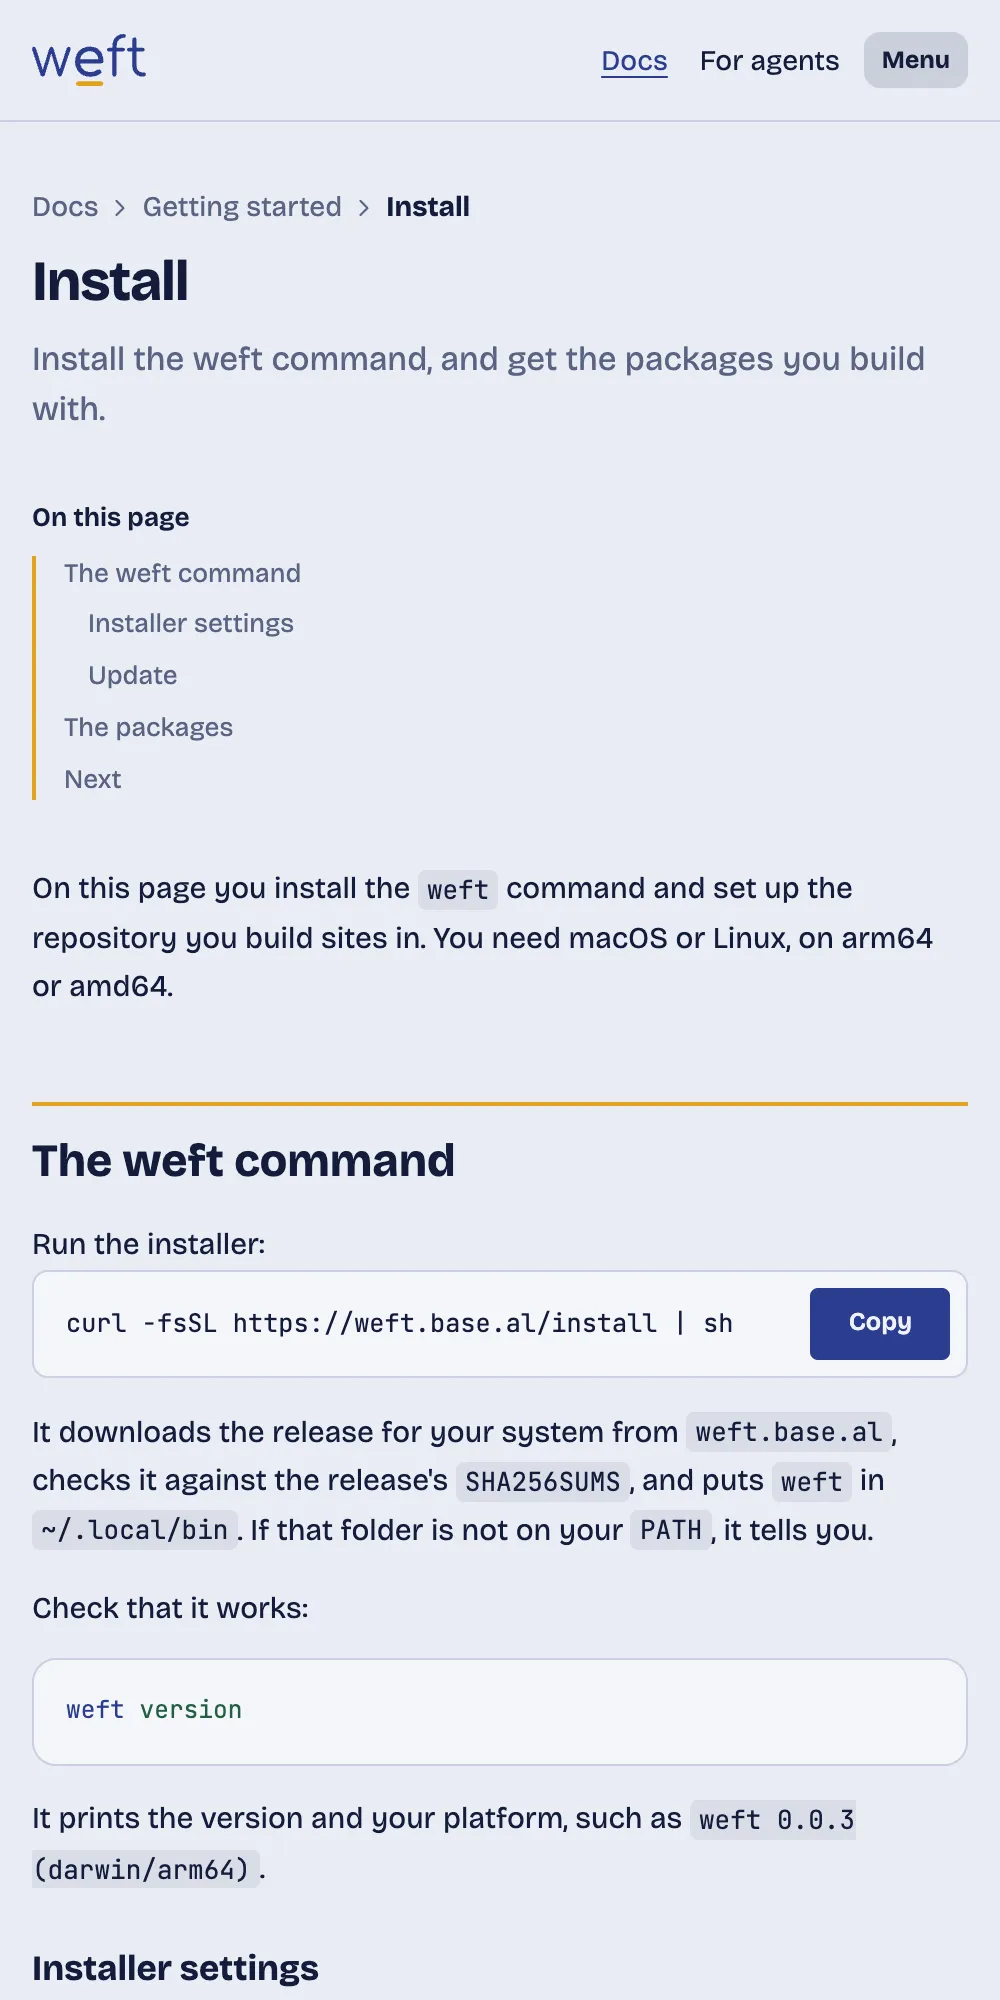 weft
Docs For agents Menu
Docs > Getting started > Install
Install
Install the weft command, and get the packages you build
with.
On this page
The weft command
Installer settings
Update
The packages
Next
On this page you install the weft command and set up the
repository you build sites in. You need macOS or Linux, on arm64
or amd64.
The weft command
Run the installer:
curl -fsSL https://weft.base.al/install | sh Copy
It downloads the release for your system from weft.base.al,
checks it against the release's SHA256SUMS, and puts weft in
~/.local/bin. If that folder is not on your PATH, it tells you.
Check that it works:
weft version
It prints the version and your platform, such as weft 0.0.3
(darwin/arm64).
Installer settings